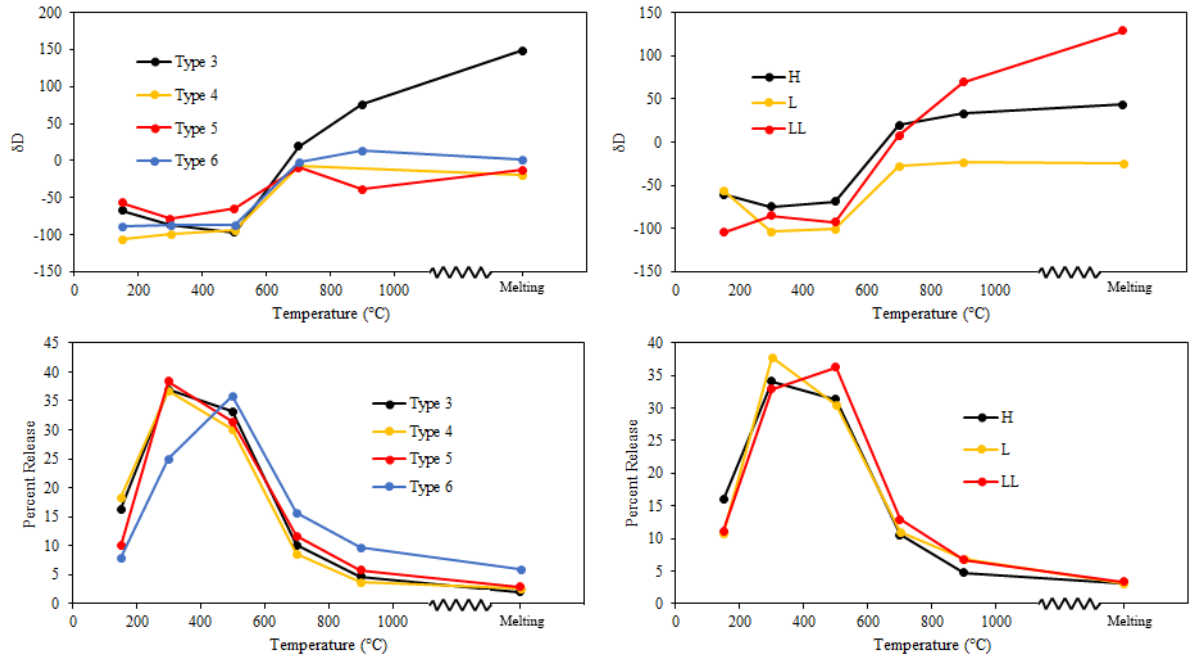 200
150
100
50
0
-50
-100
-150
δD
Type 3
Type 4
Type 5
Type 6
0 200 400 600 800 1000 Melting
Temperature (°C)
200
150
100
50
0
-50
-100
-150
δD
H
L
LL
0 200 400 600 800 1000 Melting
Temperature (°C)
45
40
35
30
25
20
15
10
5
0
Percent Release
Type 3
Type 4
Type 5
Type 6
0 200 400 600 800 1000 Melting
Temperature (°C)
40
35
30
25
20
15
10
5
0
Percent Release
H
L
LL
0 200 400 600 800 1000 Melting
Temperature (°C)